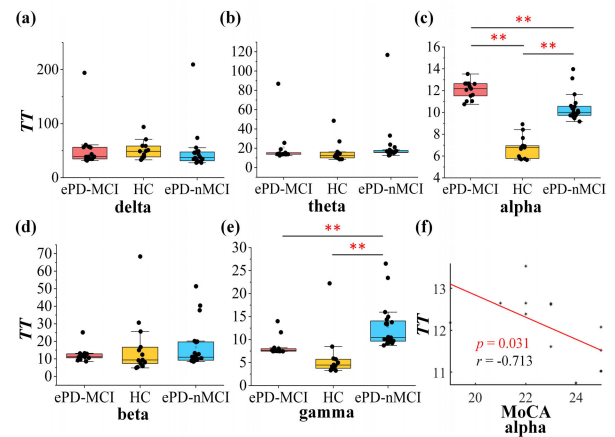 (a)
TT
200
100
0
ePD-MCI HC ePD-nMCI
delta
(b)
140
120
100
80
60
40
20
0
ePD-MCI HC ePD-nMCI
theta
(c)
**
** **
16
14
12
10
8
6
4
ePD-MCI HC ePD-nMCI
alpha
(d)
TT
70
60
50
40
30
20
10
0
ePD-MCI HC ePD-nMCI
beta
(e)
**
**
30
25
20
15
10
5
0
ePD-MCI HC ePD-nMCI
gamma
(f)
TT
13
12
11
p = 0.031
r = -0.713
20 22 24
MoCA
alpha